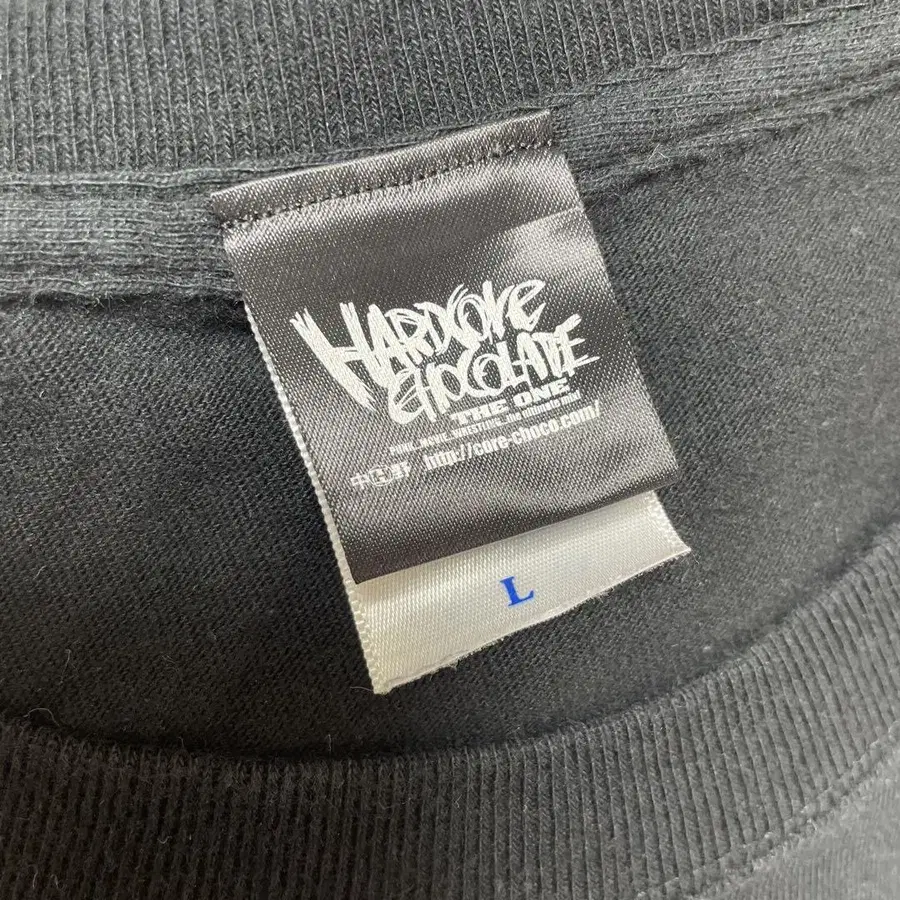 HARDCORE
CHOCOLATE
THE ONE
http://core-choco.com/
L